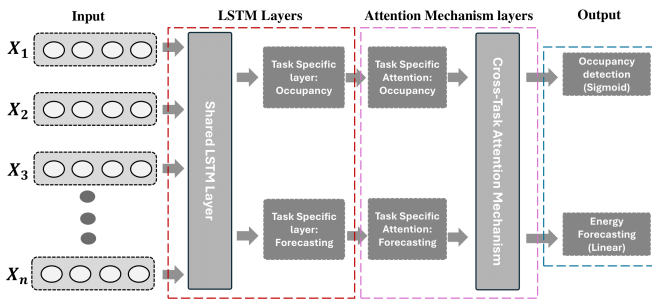 Input
LSTM Layers
Attention Mechanism layers
Output
X1
X2
X3
Xn
Shared LSTM Layer
Task Specific
layer:
Occupancy
Task Specific
layer:
Forecasting
Task Specific
Attention:
Occupancy
Task Specific
Attention:
Forecasting
Cross-Task Attention Mechanism
Occupancy
detection
(Sigmoid)
Energy
Forecasting
(Linear)